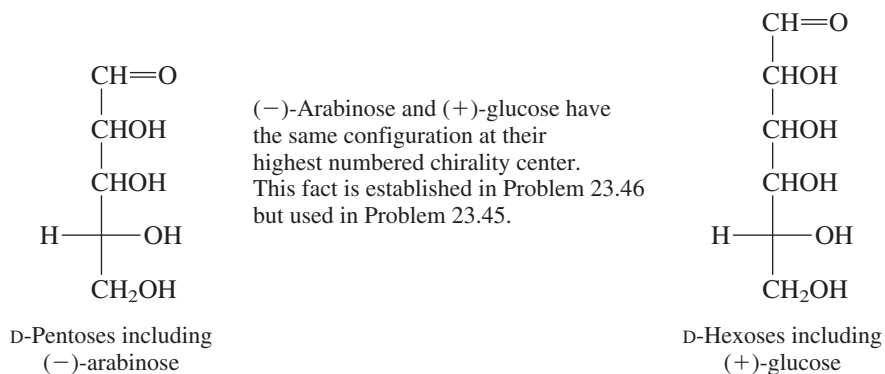 CH=O
CHOH
CHOH
H OH
CH₂OH
D-Pentoses including
(−)-arabinose
(−)-Arabinose and (+)-glucose have
the same configuration at their
highest numbered chirality center.
This fact is established in Problem 23.46
but used in Problem 23.45.
CH=O
CHOH
CHOH
CHOH
H OH
CH₂OH
D-Hexoses including
(+)-glucose